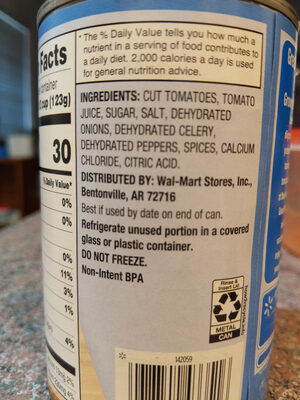 * The % Daily Value tells you how much a
nutrient in a serving of food contributes to
a daily diet. 2,000 calories a day is used
for general nutrition advice.
Facts
container
cup (123g)
30
% Daily Value*
0%
0%
0%
11%
3%
1%
4%
INGREDIENTS: CUT TOMATOES, TOMATO
JUICE, SUGAR, SALT, DEHYDRATED
ONIONS, DEHYDRATED CELERY,
DEHYDRATED PEPPERS, SPICES, CALCIUM
CHLORIDE, CITRIC ACID.
DISTRIBUTED BY: Wal-Mart Stores, Inc.,
Bentonville, AR 72716
Best if used by date on end of can.
Refrigerate unused portion in a covered
glass or plastic container.
DO NOT FREEZE.
Non-Intent BPA
Rinse &
Insert Lid
METAL
CAN
how2recycle.info
142059
2%
4%